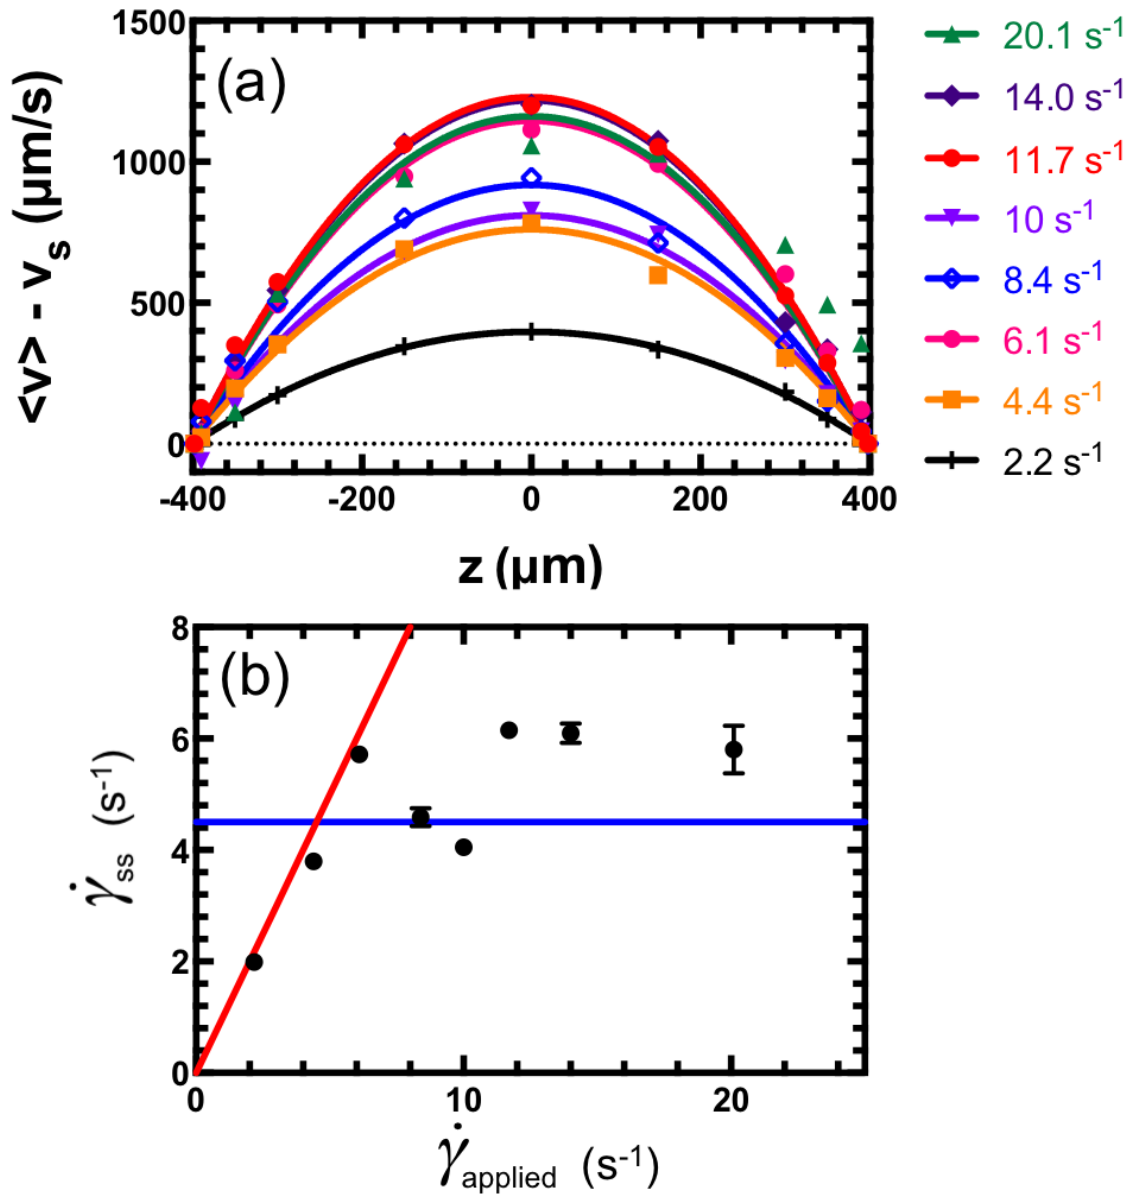 1500
1000
500
0
<v> - vs (µm/s)
(a)
-400 -200 0 200 400
z (µm)
20.1 s-1
14.0 s-1
11.7 s-1
10 s-1
8.4 s-1
6.1 s-1
4.4 s-1
2.2 s-1
8
6
4
2
0
γ̇ss (s-1)
(b)
0 10 20
γ̇applied (s-1)